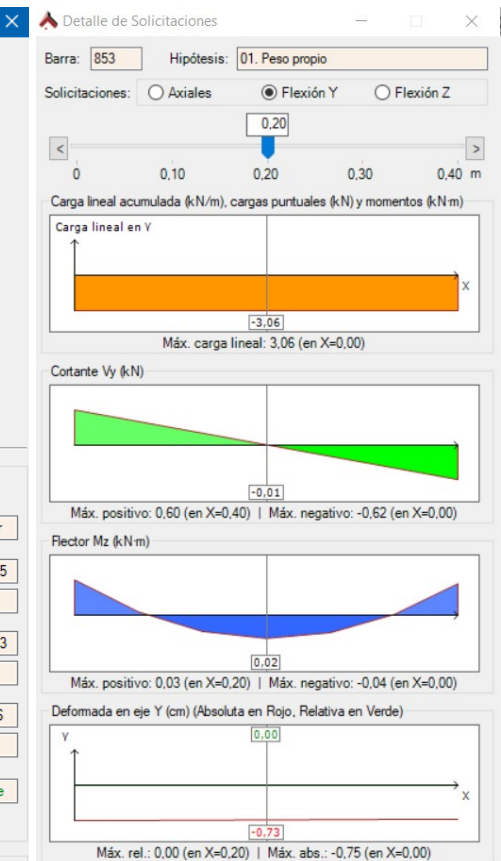 Detalle de Solicitaciones
Barra: 853 Hipótesis: 01. Peso propio
Solicitaciones: Axiales Flexión Y Flexión Z
0,20
< >
0 0,10 0,20 0,30 0,40 m
Carga lineal acumulada (kN/m), cargas puntuales (kN) y momentos (kN·m)
Carga lineal en Y
X
-3,06
Máx. carga lineal: 3,06 (en X=0,00)
Cortante Vy (kN)
-0,01
Máx. positivo: 0,60 (en X=0,40) | Máx. negativo: -0,62 (en X=0,00)
Flector Mz (kN·m)
0,02
Máx. positivo: 0,03 (en X=0,20) | Máx. negativo: -0,04 (en X=0,00)
Deformada en eje Y (cm) (Absoluta en Rojo, Relativa en Verde)
Y
0,00
X
-0,73
Máx. rel.: 0,00 (en X=0,20) | Máx. abs.: -0,75 (en X=0,00)
5
3
e